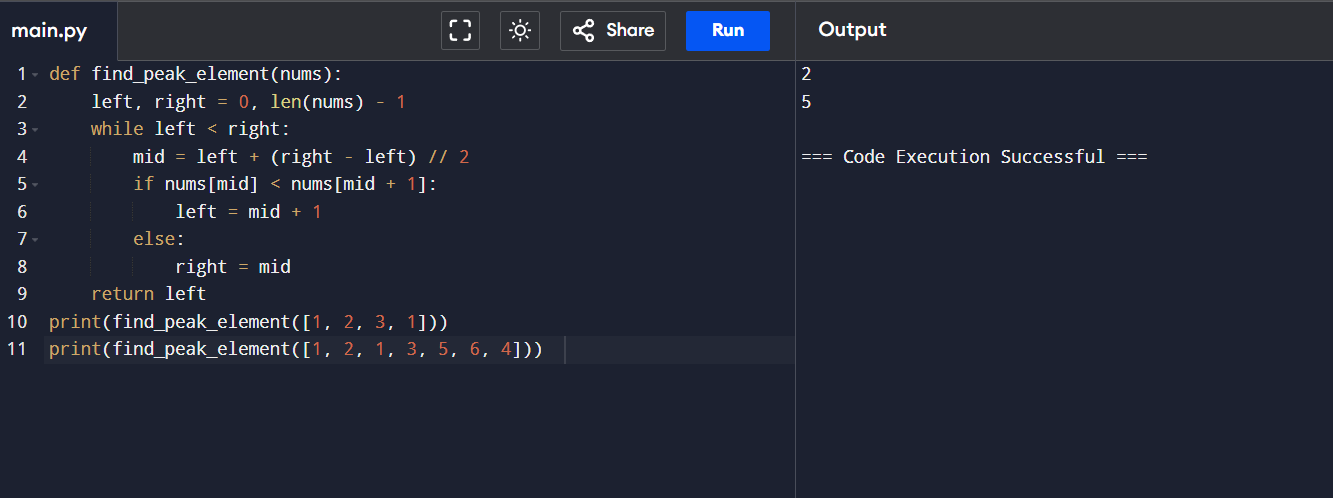 main.py
Share
Run
Output
1 def find_peak_element(nums):
2     left, right = 0, len(nums) - 1
3     while left < right:
4         mid = left + (right - left) // 2
5         if nums[mid] < nums[mid + 1]:
6             left = mid + 1
7         else:
8             right = mid
9     return left
10 print(find_peak_element([1, 2, 3, 1]))
11 print(find_peak_element([1, 2, 1, 3, 5, 6, 4]))
2
5
=== Code Execution Successful ===